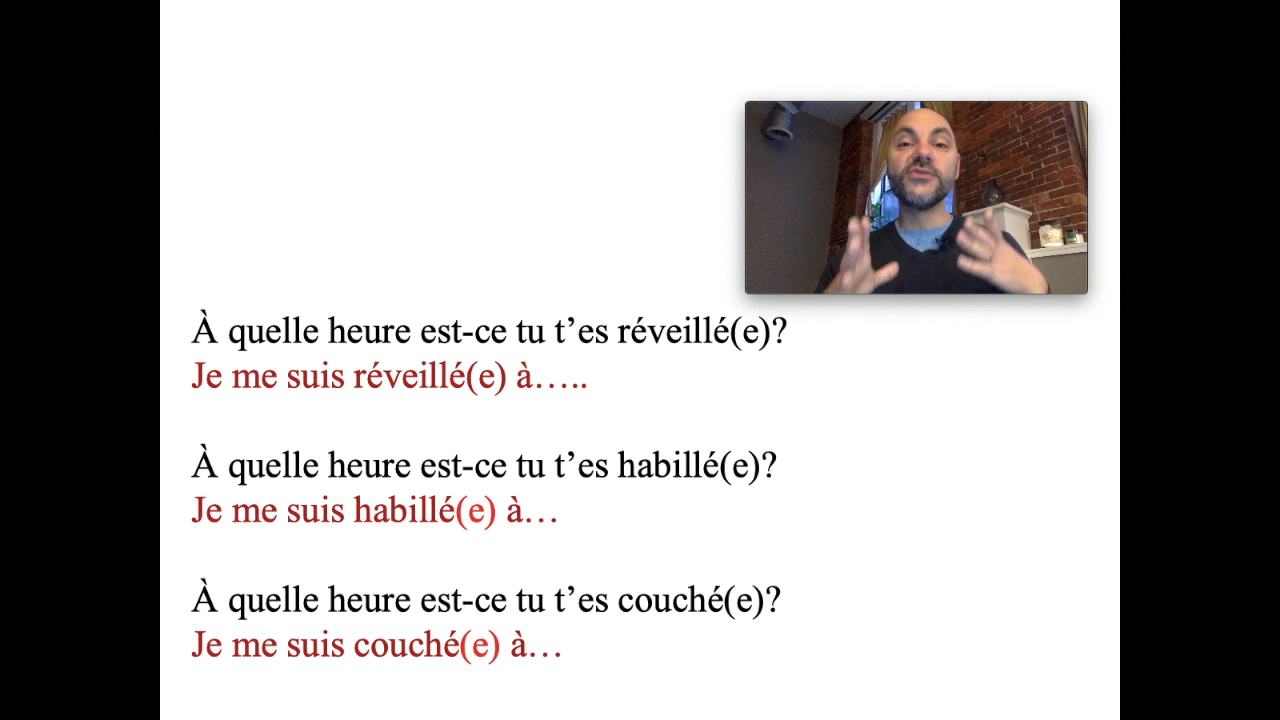 À quelle heure est-ce tu t’es réveillé(e)?
Je me suis réveillé(e) à…..
À quelle heure est-ce tu t’es habillé(e)?
Je me suis habillé(e) à…
À quelle heure est-ce tu t’es couché(e)?
Je me suis couché(e) à…